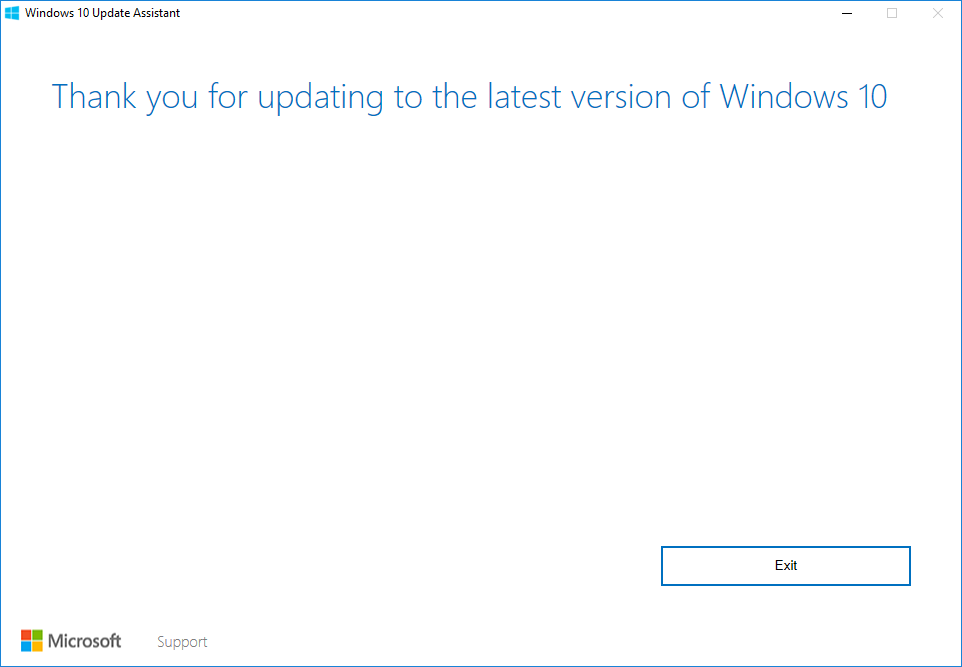 Windows 10 Update Assistant
Thank you for updating to the latest version of Windows 10
Exit
Microsoft Support